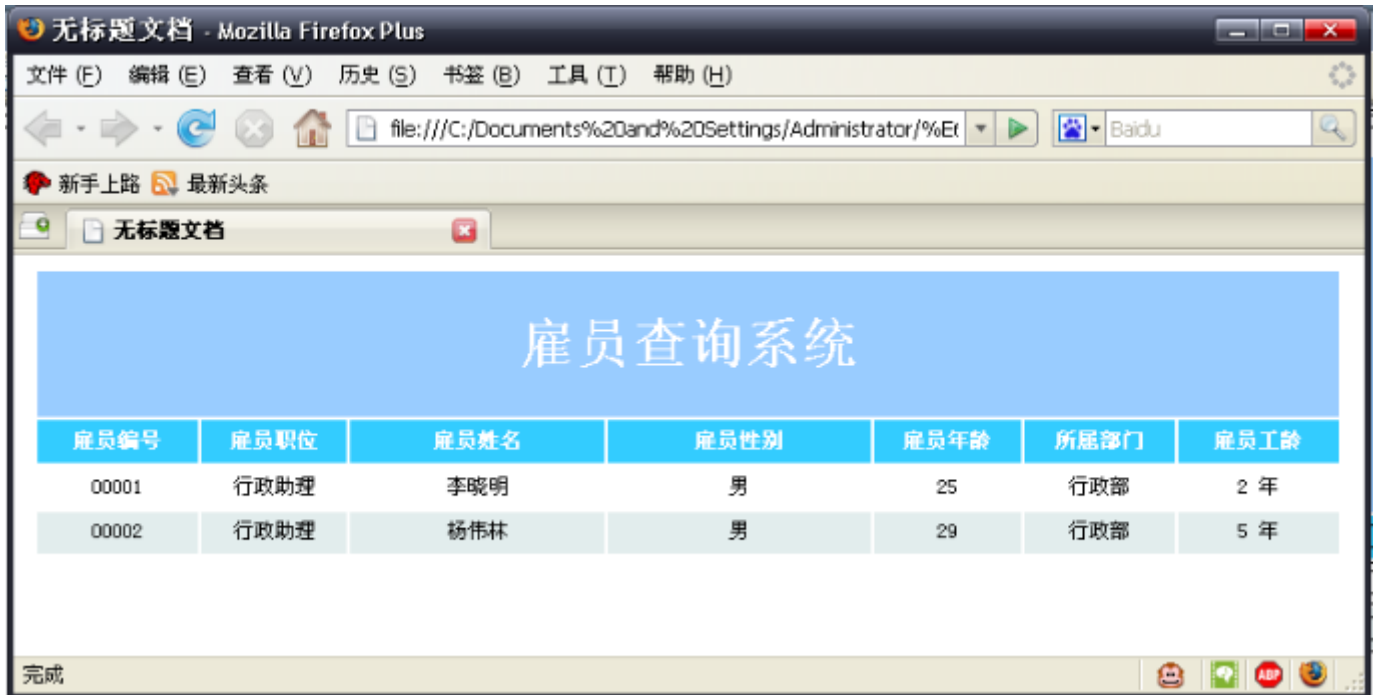 无标题文档 - Mozilla Firefox Plus
文件 (F) 编辑 (E) 查看 (V) 历史 (S) 书签 (B) 工具 (T) 帮助 (H)
file:///C:/Documents%20and%20Settings/Administrator/%E Baidu
新手上路 最新头条
无标题文档
雇员查询系统
雇员编号 雇员职位 雇员姓名 雇员性别 雇员年龄 所属部门 雇员工龄
00001 行政助理 李晓明 男 25 行政部 2 年
00002 行政助理 杨伟林 男 29 行政部 5 年
完成 ABP